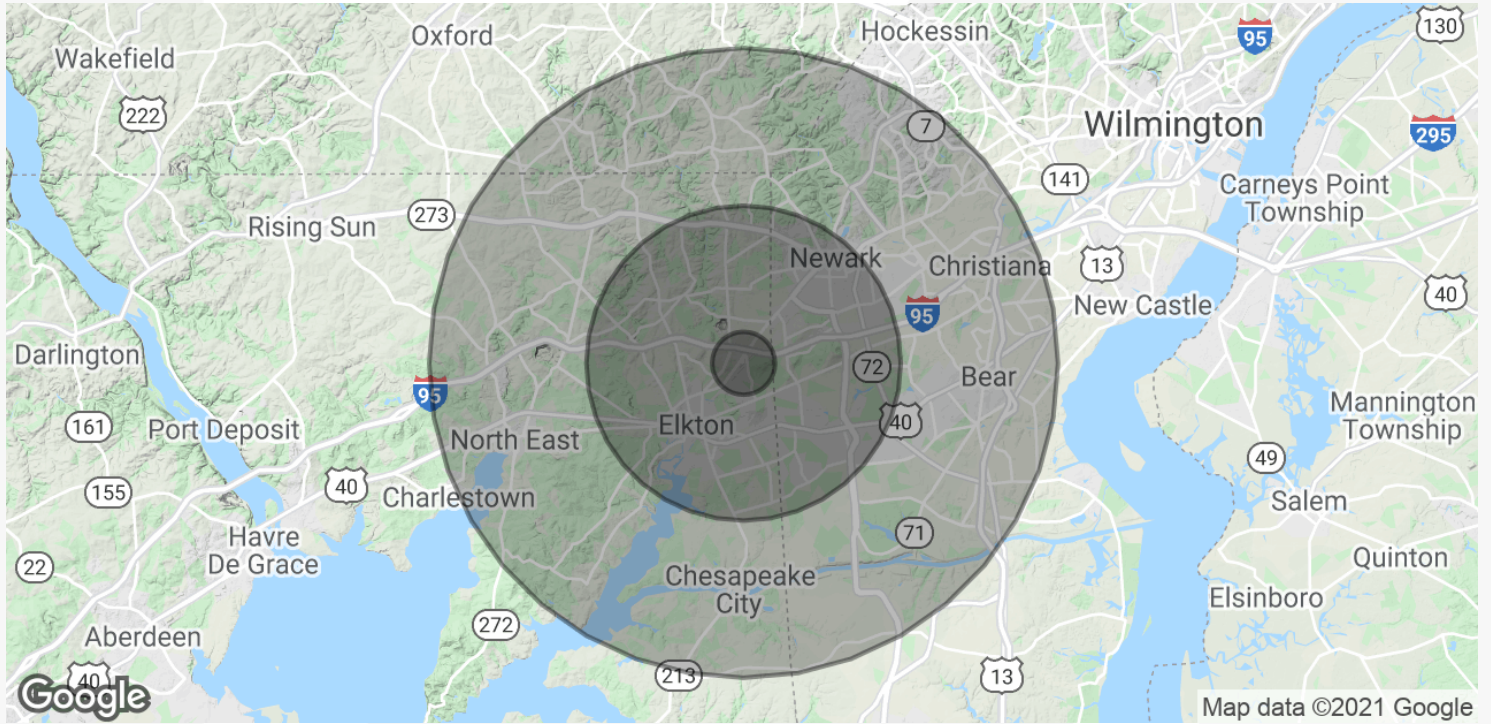 Oxford
Hockessin
130
95
Wakefield
222
7
Wilmington
295
141
Carneys Point
Township
273
Rising Sun
Newark
Christiana
13
40
New Castle
95
Darlington
72
Bear
95
Mannington
Township
161
Port Deposit
North East
Elkton
40
49
155
40
Charlestown
Salem
71
Havre
De Grace
22
Chesapeake
City
Quinton
Elsinboro
272
Aberdeen
40
213
13
Google
Map data ©2021 Google